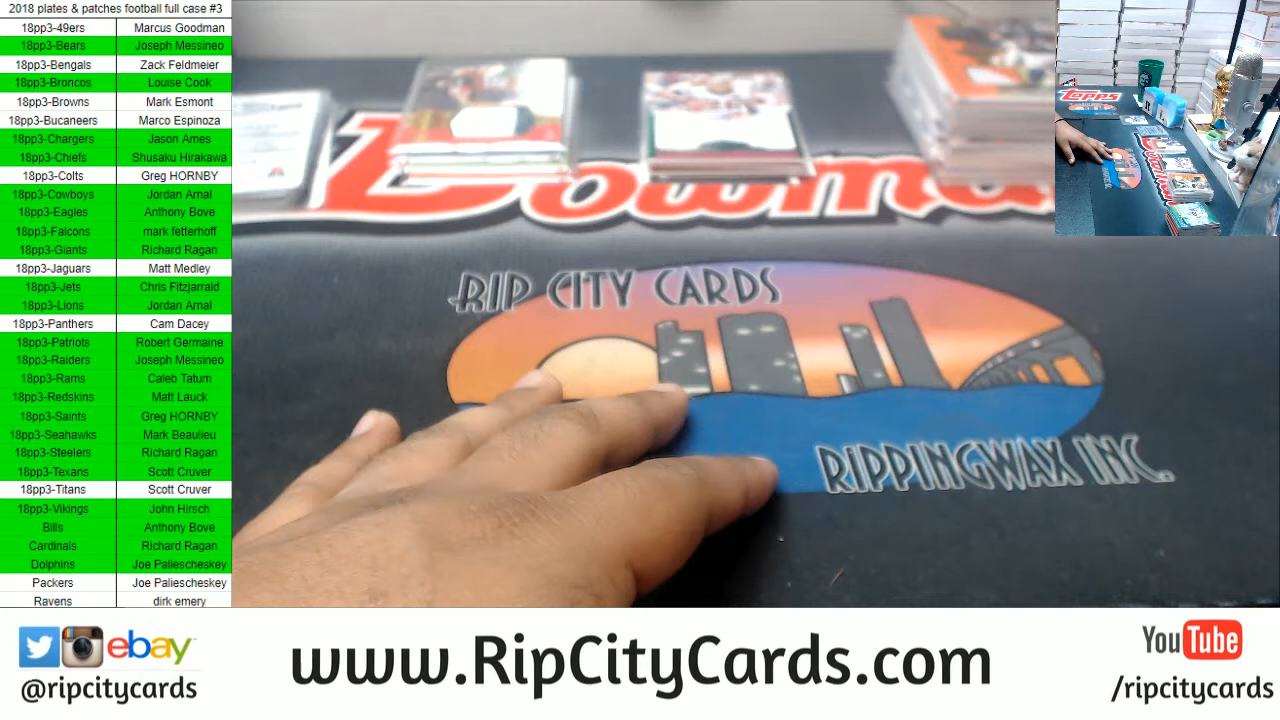 2018 plates & patches football full case #3
18pp3-49ers Marcus Goodman
18pp3-Bears Joseph Messineo
18pp3-Bengals Zack Feldmeier
18pp3-Broncos Louise Cook
18pp3-Browns Mark Esmont
18pp3-Bucaneers Marco Espinoza
18pp3-Chargers Jason Ames
18pp3-Chiefs Shusaku Hirakawa
18pp3-Colts Greg HORNBY
18pp3-Cowboys Jordan Arnal
18pp3-Eagles Anthony Bove
18pp3-Falcons mark fetterhoff
18pp3-Giants Richard Ragan
18pp3-Jaguars Matt Medley
18pp3-Jets Chris Fitzjarrald
18pp3-Lions Jordan Arnal
18pp3-Panthers Cam Dacey
18pp3-Patriots Robert Germaine
18pp3-Raiders Joseph Messineo
18pp3-Rams Caleb Tatum
18pp3-Redskins Matt Lauck
18pp3-Saints Greg HORNBY
18pp3-Seahawks Mark Beaulieu
18pp3-Steelers Richard Ragan
18pp3-Texans Scott Cruver
18pp3-Titans Scott Cruver
18pp3-Vikings John Hirsch
Bills Anthony Bove
Cardinals Richard Ragan
Dolphins Joe Paliescheskey
Packers Joe Paliescheskey
Ravens dirk emery
Bowma
RIP CITY CARDS
RIPPINGWAX INC.
Topps
Bowman
ebay
@ripcitycards
www.RipCityCards.com
YouTube
/ripcitycards